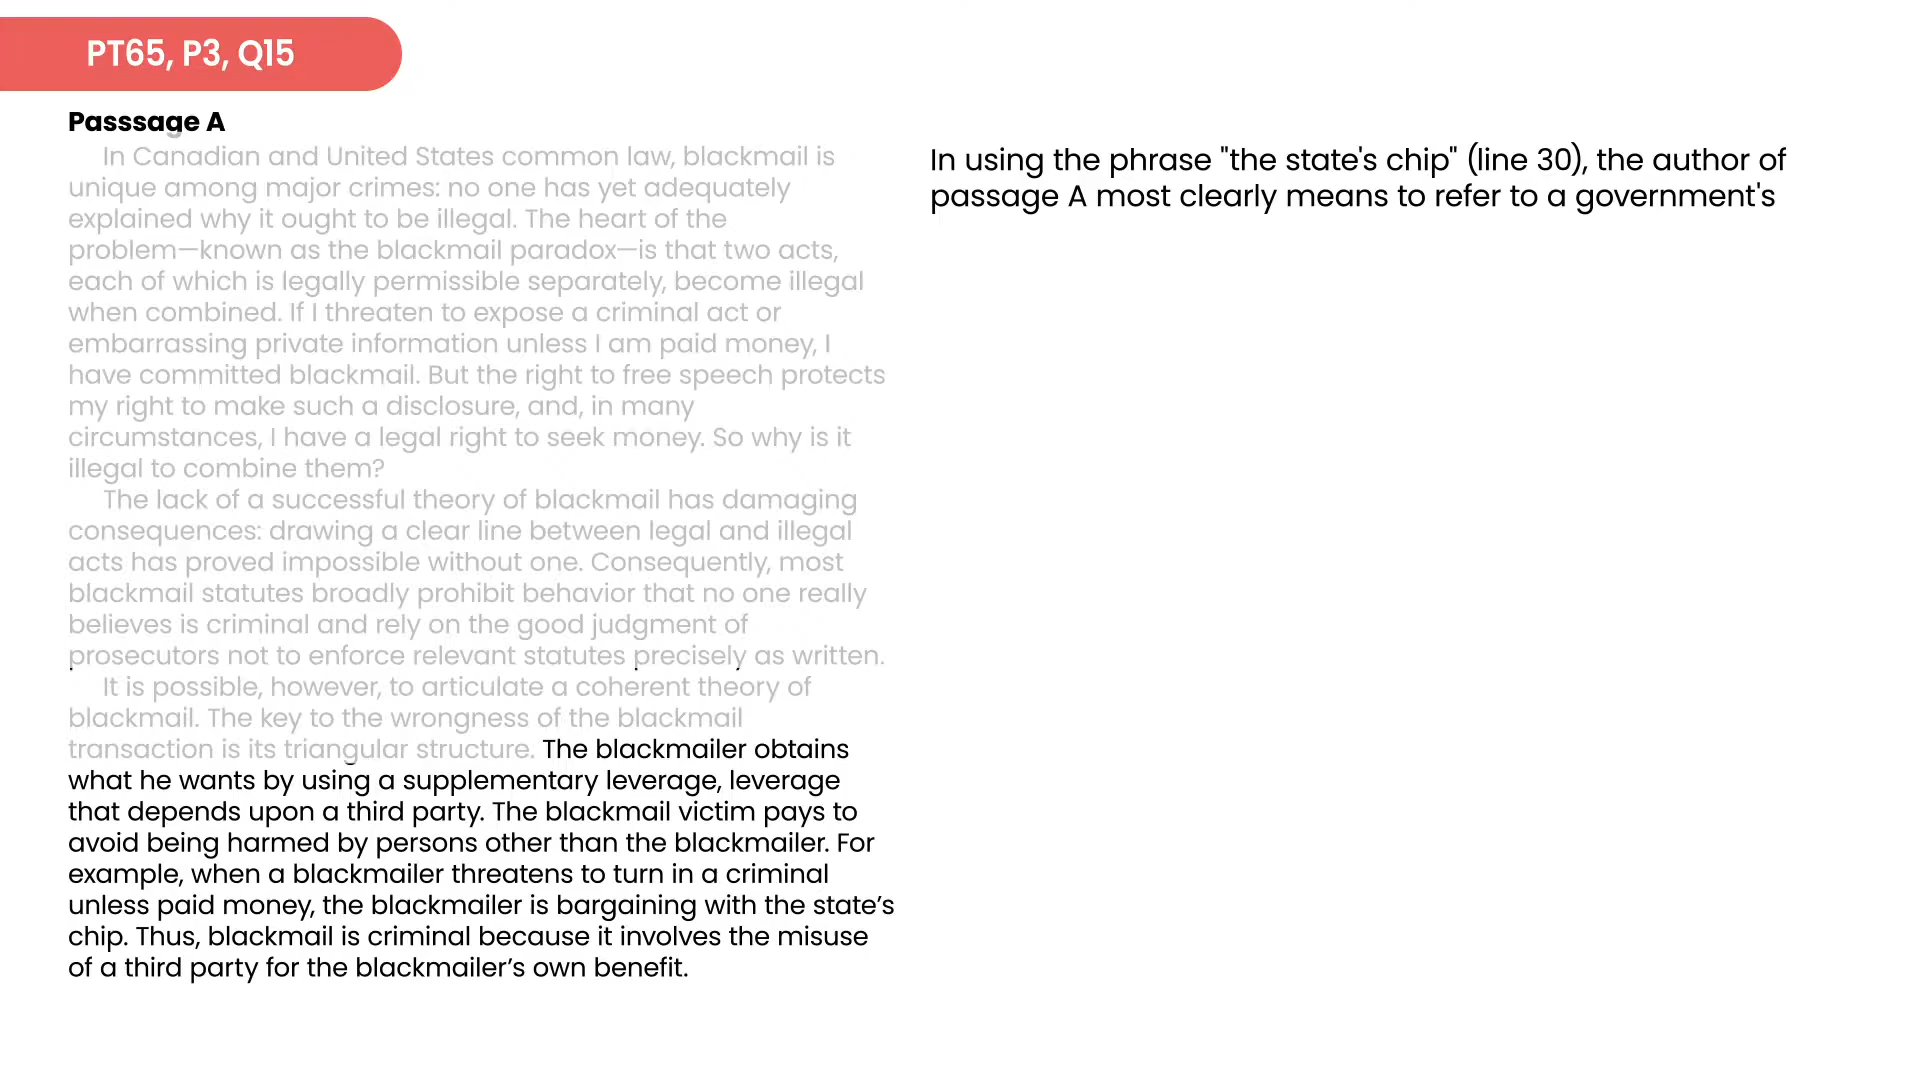 PT65, P3, Q15
Passsage A
In Canadian and United States common law, blackmail is
unique among major crimes: no one has yet adequately
explained why it ought to be illegal. The heart of the
problem—known as the blackmail paradox—is that two acts,
each of which is legally permissible separately, become illegal
when combined. If I threaten to expose a criminal act or
embarrassing private information unless I am paid money, I
have committed blackmail. But the right to free speech protects
my right to make such a disclosure, and, in many
circumstances, I have a legal right to seek money. So why is it
illegal to combine them?
The lack of a successful theory of blackmail has damaging
consequences: drawing a clear line between legal and illegal
acts has proved impossible without one. Consequently, most
blackmail statutes broadly prohibit behavior that no one really
believes is criminal and rely on the good judgment of
prosecutors not to enforce relevant statutes precisely as written.
It is possible, however, to articulate a coherent theory of
blackmail. The key to the wrongness of the blackmail
transaction is its triangular structure. The blackmailer obtains
what he wants by using a supplementary leverage, leverage
that depends upon a third party. The blackmail victim pays to
avoid being harmed by persons other than the blackmailer. For
example, when a blackmailer threatens to turn in a criminal
unless paid money, the blackmailer is bargaining with the state’s
chip. Thus, blackmail is criminal because it involves the misuse
of a third party for the blackmailer’s own benefit.
In using the phrase "the state's chip" (line 30), the author of
passage A most clearly means to refer to a government's